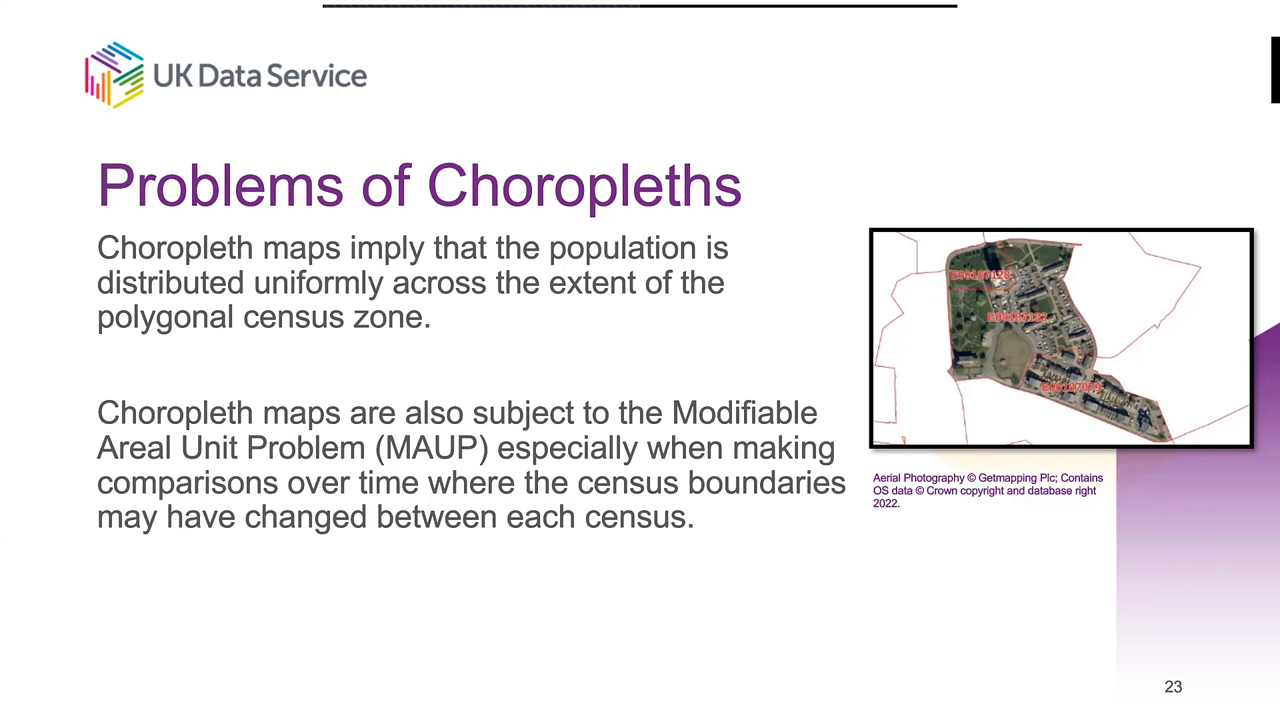 UK Data Service
Problems of Choropleths
Choropleth maps imply that the population is
distributed uniformly across the extent of the
polygonal census zone.
Choropleth maps are also subject to the Modifiable
Areal Unit Problem (MAUP) especially when making
comparisons over time where the census boundaries
may have changed between each census.
Aerial Photography © Getmapping Plc; Contains
OS data © Crown copyright and database right
2022.
23